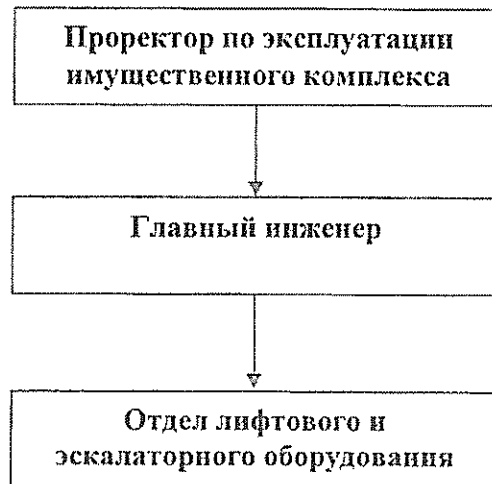 Проректор по эксплуатации
имущественного комплекса
Главный инженер
Отдел лифтового и
эскалаторного оборудования